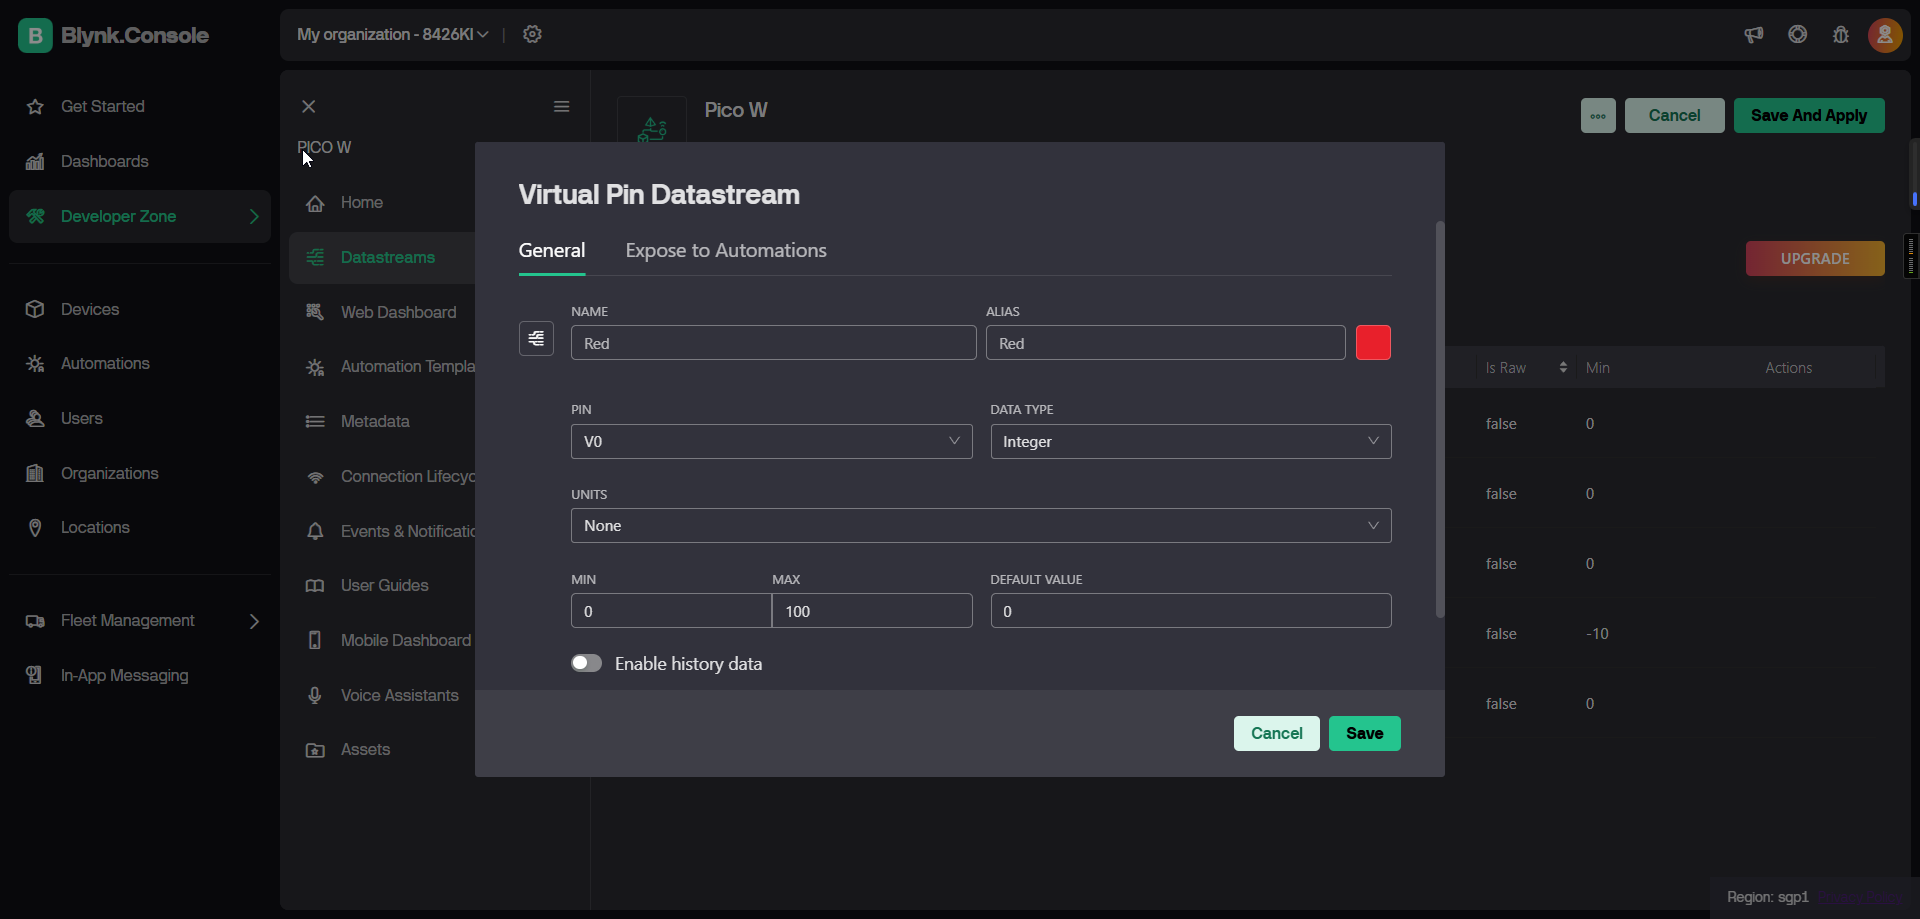 B Blynk.Console
My organization - 8426KI
Get Started
Dashboards
Developer Zone
Devices
Automations
Users
Organizations
Locations
Fleet Management
In-App Messaging
PICO W
Home
Datastreams
Web Dashboard
Automation Templa
Metadata
Connection Lifecyc
Events & Notificatio
User Guides
Mobile Dashboard
Voice Assistants
Assets
Pico W
Cancel
Save And Apply
UPGRADE
Is Raw Min Actions
false 0
false 0
false 0
false -10
false 0
Virtual Pin Datastream
General Expose to Automations
NAME ALIAS
Red Red
PIN DATA TYPE
V0 Integer
UNITS
None
MIN MAX DEFAULT VALUE
0 100 0
Enable history data
Cancel Save
Region: sgp1